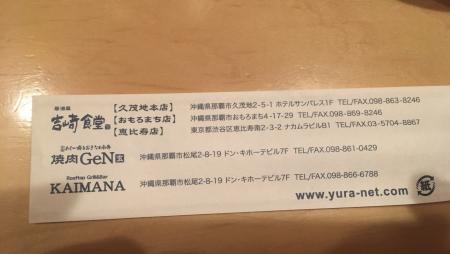 居酒屋
吉崎食堂
【久茂地本店】 沖縄県那覇市久茂地2-5-1 ホテルサンパレス1F TEL/FAX.098-863-8246
【おもろまち店】 沖縄県那覇市おもろまち4-17-29 TEL/FAX.098-869-8246
【恵比寿店】 東京都渋谷区恵比寿南2-3-2 ナカムラビルB1 TEL/FAX.03-5704-8867
焼肉GeN 沖縄県那覇市松尾2-8-19 ドン・キホーテビル7F TEL/FAX.098-861-0429
Rooftop Grill&Bar
KAIMANA 沖縄県那覇市松尾2-8-19 ドン・キホーテビル7F TEL/FAX.098-866-6788
www.yura-net.com
紙